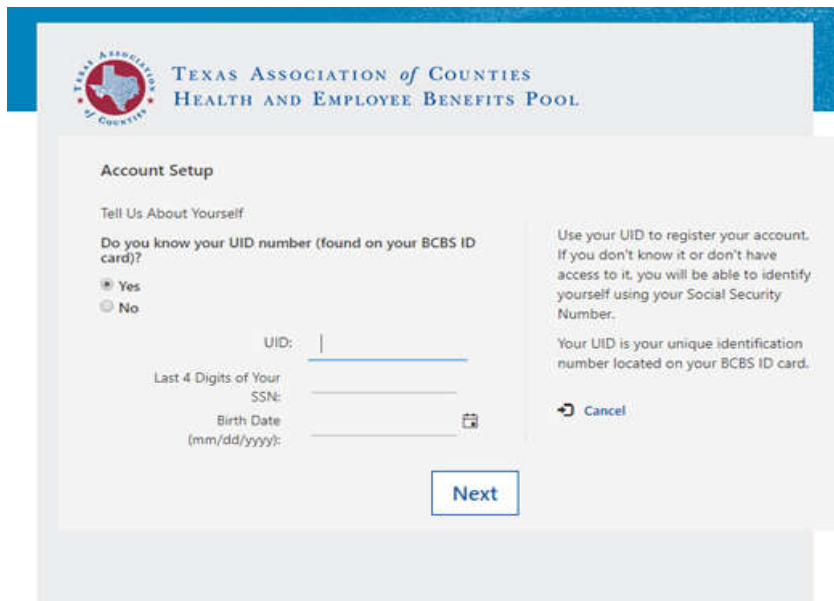 TEXAS ASSOCIATION of COUNTIES
TEXAS ASSOCIATION of COUNTIES
HEALTH AND EMPLOYEE BENEFITS POOL
Account Setup
Tell Us About Yourself
Do you know your UID number (found on your BCBS ID
card)?
Yes
No
UID:
Last 4 Digits of Your
SSN:
Birth Date
(mm/dd/yyyy):
Use your UID to register your account.
If you don't know it or don't have
access to it, you will be able to identify
yourself using your Social Security
Number.
Your UID is your unique identification
number located on your BCBS ID card.
Cancel
Next